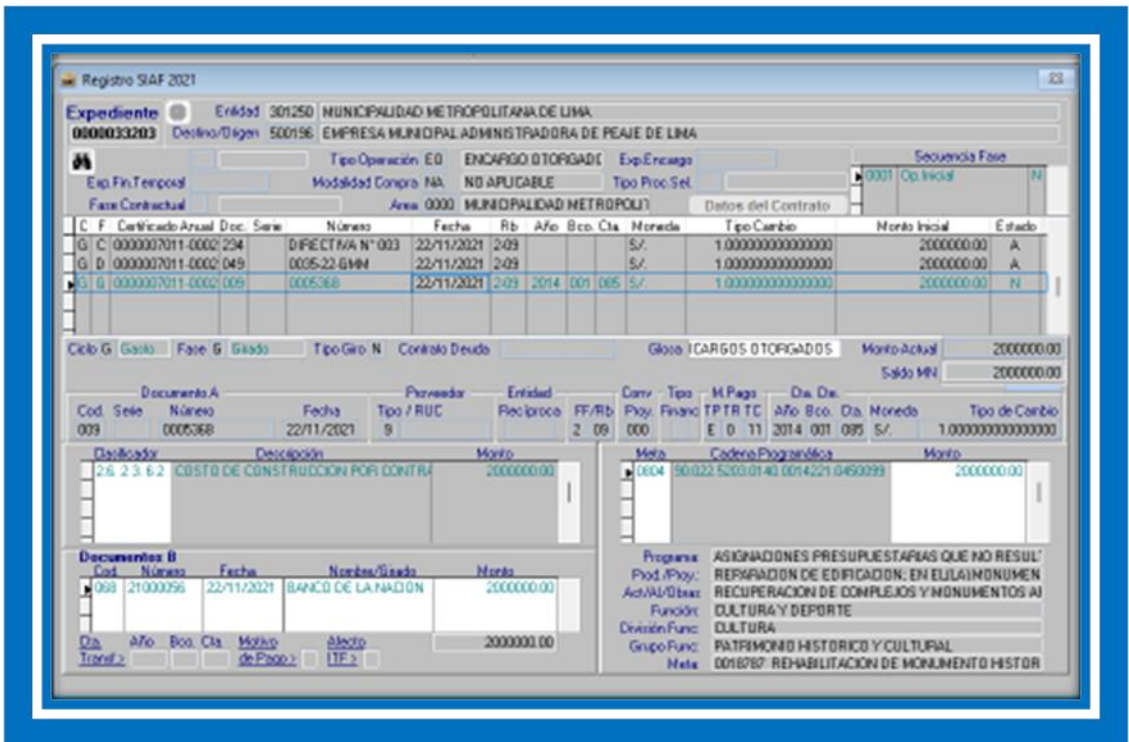 Registro SIAF 2021
Expediente Entidad 301250 MUNICIPALIDAD METROPOLITANA DE LIMA
0000033203 Destino/Origen 500196 EMPRESA MUNICIPAL ADMINISTRADORA DE PEAJE DE LIMA
Tipo Operación EO ENCARGO OTORGADO Exp.Encargo Secuencia Fase
Exp.Fin.Temporal Modalidad Compra NA NO APLICABLE Tipo Proc.Sel. 0001 Op.Inicial N
Fase Contractual Area 0000 MUNICIPALIDAD METROPOLIT Datos del Contrato
C F Certificado Anual Doc. Serie Número Fecha Rb Año Bco. Cta Moneda Tipo Cambio Monto Inicial Estado
G C 0000007011-0002 234 DIRECTIVA N° 003 22/11/2021 2-09 S/. 1.00000000000000 2000000.00 A
G D 0000007011-0002 049 0035-22-GMM 22/11/2021 2-09 S/. 1.00000000000000 2000000.00 A
G G 0000007011-0002 009 0005368 22/11/2021 2-09 2014 001 085 S/. 1.00000000000000 2000000.00 N
Ciclo G Gasto Fase G Girado Tipo Giro N Contrato Deuda Glosa CARGOS OTORGADOS Monto Actual 2000000.00
Saldo MN 2000000.00
Documento A Proveedor Entidad Conv Tipo M.Pago Cta. Cte.
Cod. Serie Número Fecha Tipo / RUC Recíproca FF/Rb Proy. Financ TP TR TC Año Bco. Cta. Moneda Tipo de Cambio
009 0005368 22/11/2021 9 2 09 000 E 0 11 2014 001 085 S/. 1.00000000000000
Clasificador Descripción Monto Meta Cadena Programática Monto
2.6. 2 3. 6 2 COSTO DE CONSTRUCCION POR CONTRA 2000000.00 0804 90.022.5203.0140.0014221.0450099 2000000.00
Documentos B
Cod. Número Fecha Nombre/Girado Monto
068 21000056 22/11/2021 BANCO DE LA NACION 2000000.00
Cta. Año Bco. Cta. Motivo Afecto 2000000.00
Transf.> de Pago > ITF >
Programa: ASIGNACIONES PRESUPUESTARIAS QUE NO RESULT
Prod./Proy.: REPARACION DE EDIFICACION; EN EL(LA)MONUMEN
Act/AI/Obra: RECUPERACION DE COMPLEJOS Y MONUMENTOS AI
Función: CULTURA Y DEPORTE
División Func: CULTURA
Grupo Func: PATRIMONIO HISTORICO Y CULTURAL
Meta: 0018787: REHABILITACION DE MONUMENTO HISTOR